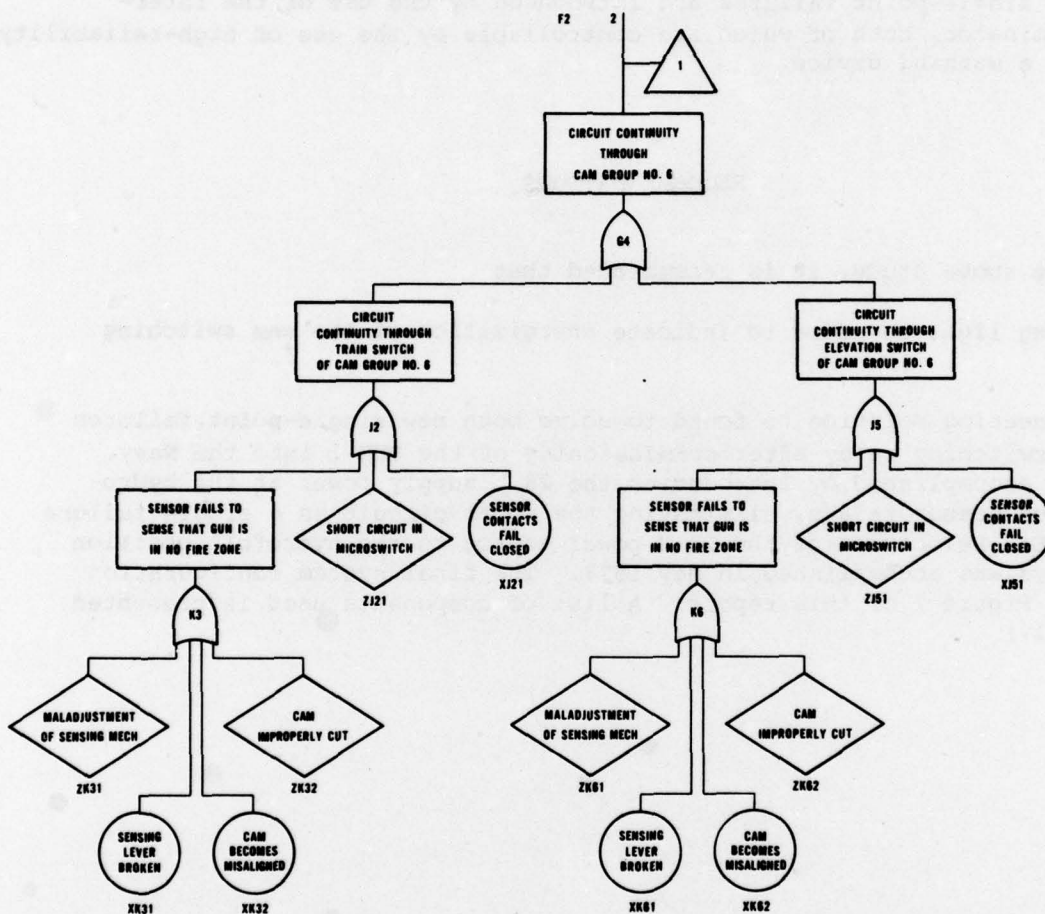 F2 2
1
CIRCUIT CONTINUITY
THROUGH
CAM GROUP NO. 6
G4
CIRCUIT
CONTINUITY THROUGH
TRAIN SWITCH
OF CAM GROUP NO. 6
CIRCUIT
CONTINUITY THROUGH
ELEVATION SWITCH
OF CAM GROUP NO. 6
J2
J5
SENSOR FAILS TO
SENSE THAT GUN IS
IN NO FIRE ZONE
SHORT CIRCUIT IN
MICROSWITCH
ZJ21
SENSOR
CONTACTS
FAIL
CLOSED
XJ21
SENSOR FAILS TO
SENSE THAT GUN IS
IN NO FIRE ZONE
SHORT CIRCUIT IN
MICROSWITCH
ZJ51
SENSOR
CONTACTS
FAIL
CLOSED
XJ51
K3
K6
MALADJUSTMENT
OF SENSING MECH
ZK31
CAM
IMPROPERLY CUT
ZK32
MALADJUSTMENT
OF SENSING MECH
ZK61
CAM
IMPROPERLY CUT
ZK62
SENSING
LEVER
BROKEN
XK31
CAM
BECOMES
MISALIGNED
XK32
SENSING
LEVER
BROKEN
XK61
CAM
BECOMES
MISALIGNED
XK62